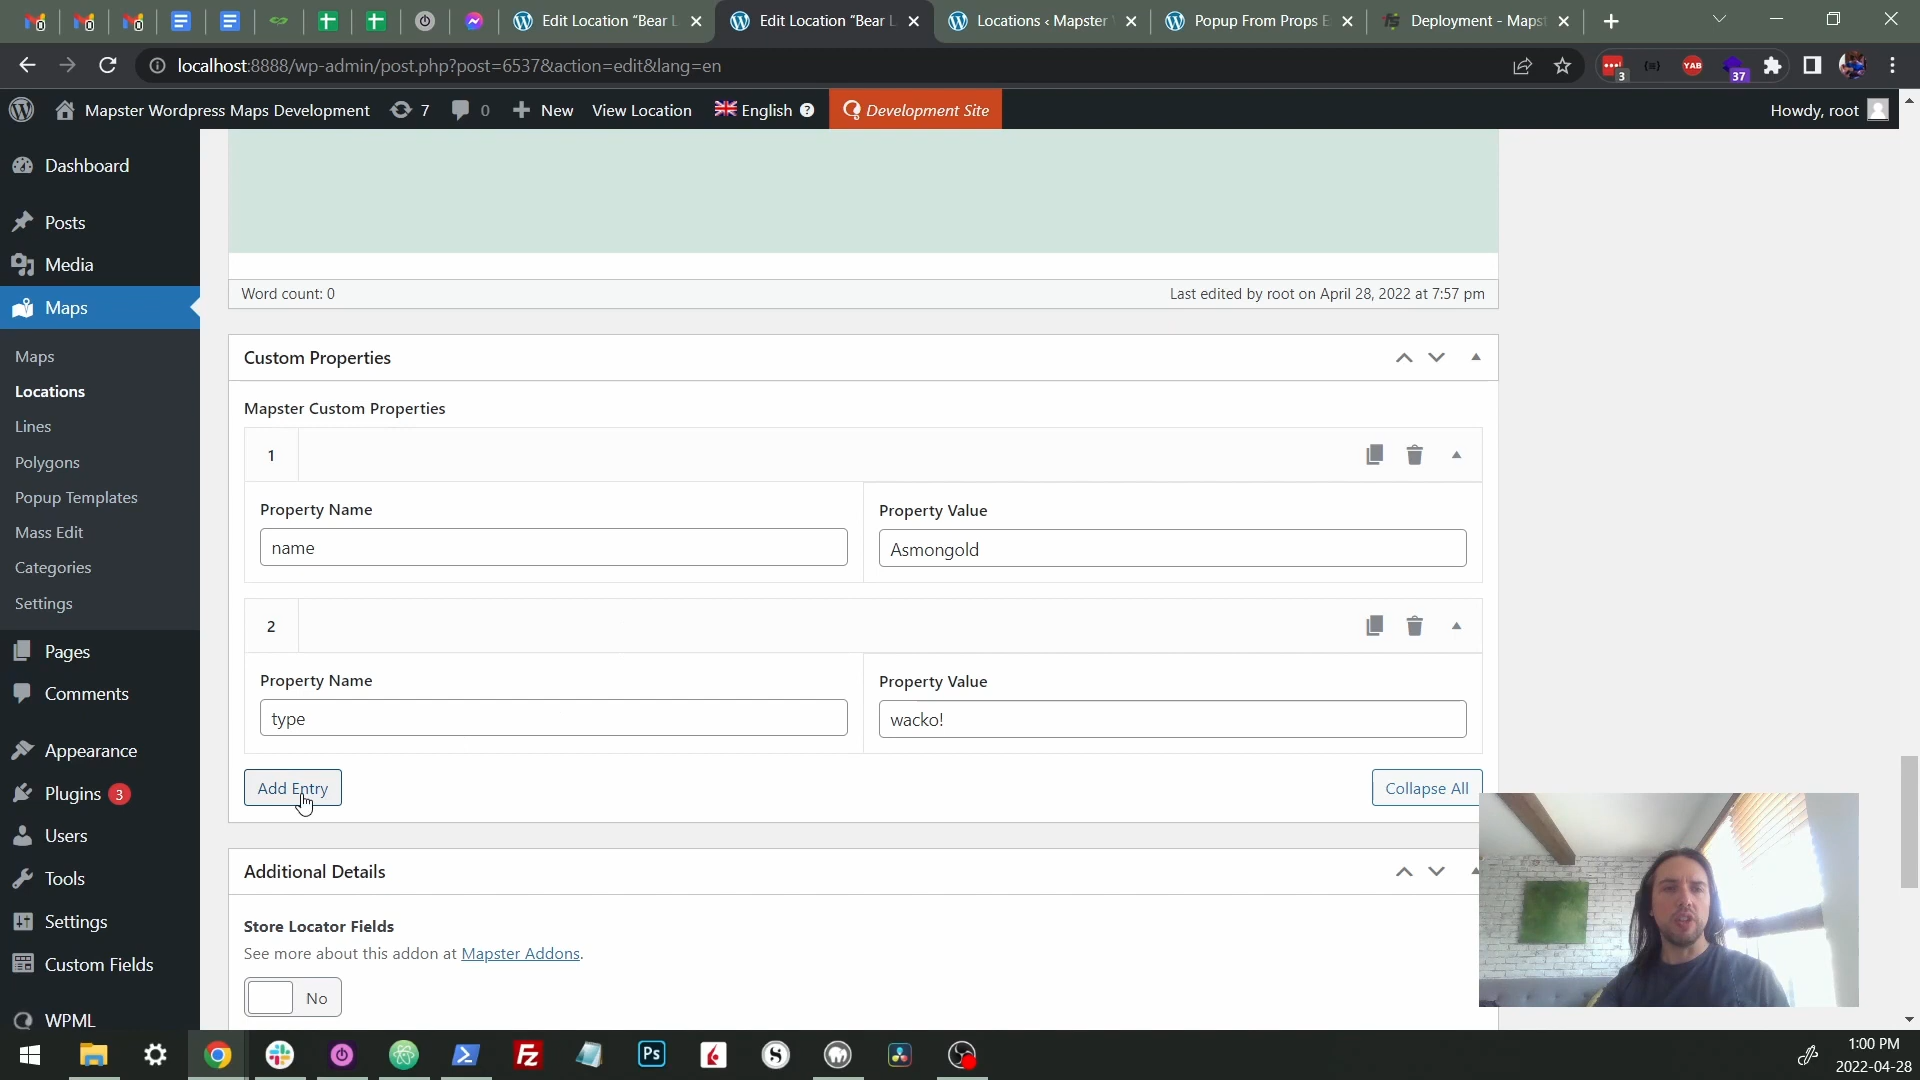 Edit Location "Bear L
Edit Location "Bear L
Locations ‹ Mapster
Popup From Props E
Deployment - Maps
localhost:8888/wp-admin/post.php?post=6537&action=edit&lang=en
3
YAB
37
Mapster Wordpress Maps Development
7
0
New
View Location
English
Development Site
Howdy, root
Dashboard
Posts
Media
Maps
Maps
Locations
Lines
Polygons
Popup Templates
Mass Edit
Categories
Settings
Pages
Comments
Appearance
Plugins 3
Users
Tools
Settings
Custom Fields
WPML
Word count: 0
Last edited by root on April 28, 2022 at 7:57 pm
Custom Properties
Mapster Custom Properties
1
Property Name
Property Value
name
Asmongold
2
Property Name
Property Value
type
wacko!
Add Entry
Collapse All
Additional Details
Store Locator Fields
See more about this addon at Mapster Addons.
No
Fz
Ps
1:00 PM
2022-04-28